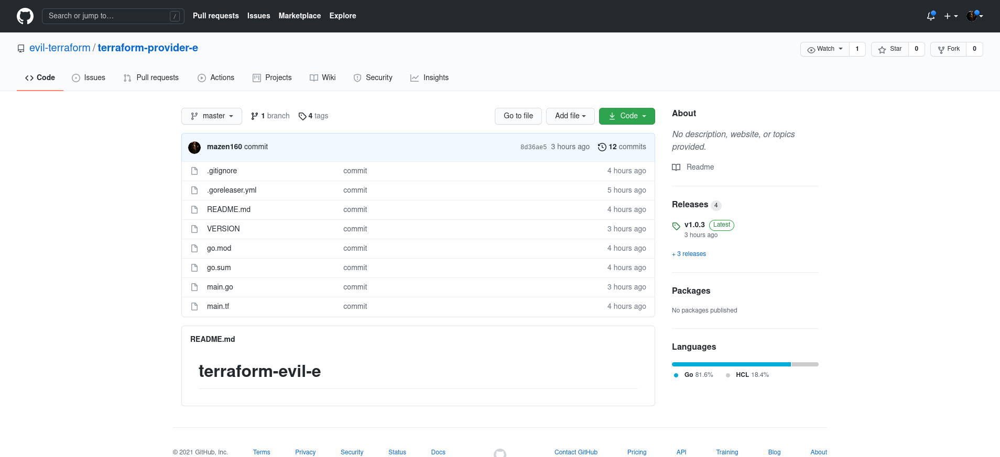 Search or jump to… /
Pull requests Issues Marketplace Explore
evil-terraform / terraform-provider-e
Watch 1 Star 0 Fork 0
Code Issues Pull requests Actions Projects Wiki Security Insights
master 1 branch 4 tags Go to file Add file Code
mazen160 commit 8d36ae5 3 hours ago 12 commits
.gitignore commit 4 hours ago
.goreleaser.yml commit 5 hours ago
README.md commit 4 hours ago
VERSION commit 3 hours ago
go.mod commit 4 hours ago
go.sum commit 4 hours ago
main.go commit 3 hours ago
main.tf commit 4 hours ago
README.md
terraform-evil-e
About
No description, website, or topics
provided.
Readme
Releases 4
v1.0.3 Latest
3 hours ago
+ 3 releases
Packages
No packages published
Languages
Go 81.6% HCL 18.4%
© 2021 GitHub, Inc. Terms Privacy Security Status Docs Contact GitHub Pricing API Training Blog About